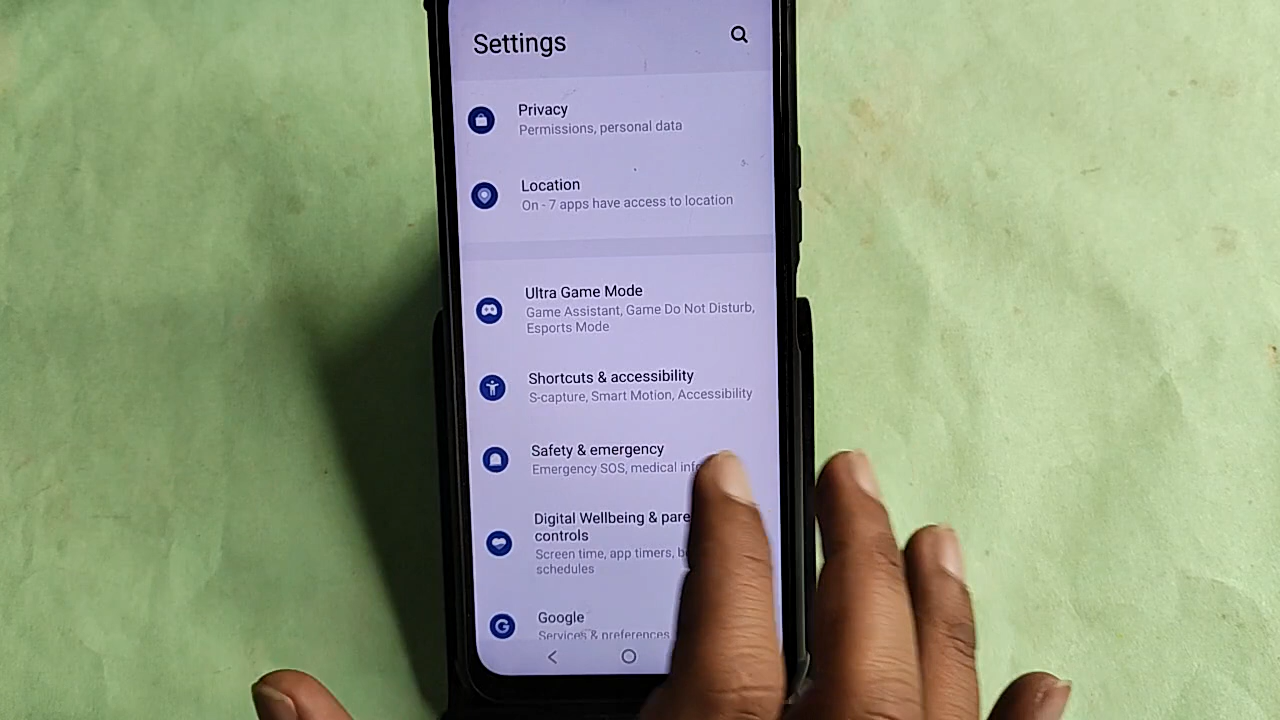 Settings
Privacy
Permissions, personal data
Location
On - 7 apps have access to location
Ultra Game Mode
Game Assistant, Game Do Not Disturb,
Esports Mode
Shortcuts & accessibility
S-capture, Smart Motion, Accessibility
Safety & emergency
Emergency SOS, medical
Digital Wellbeing &
controls
Screen time, app timers,
schedules
Google
Services & preferences